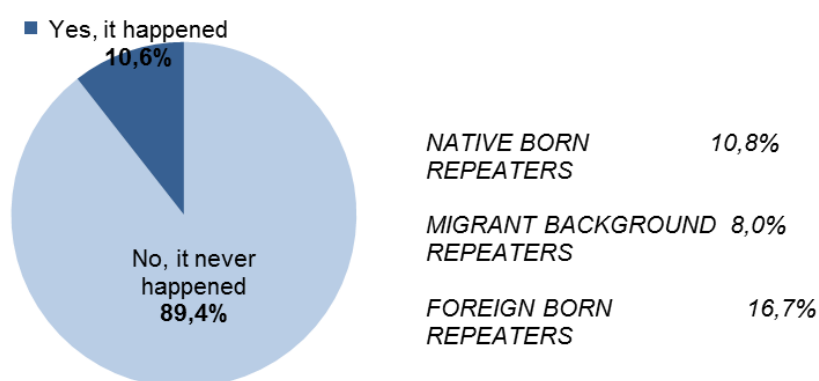 Yes, it happened
10,6%
No, it never
happened
89,4%
NATIVE BORN 10,8%
REPEATERS
MIGRANT BACKGROUND 8,0%
REPEATERS
FOREIGN BORN 16,7%
REPEATERS